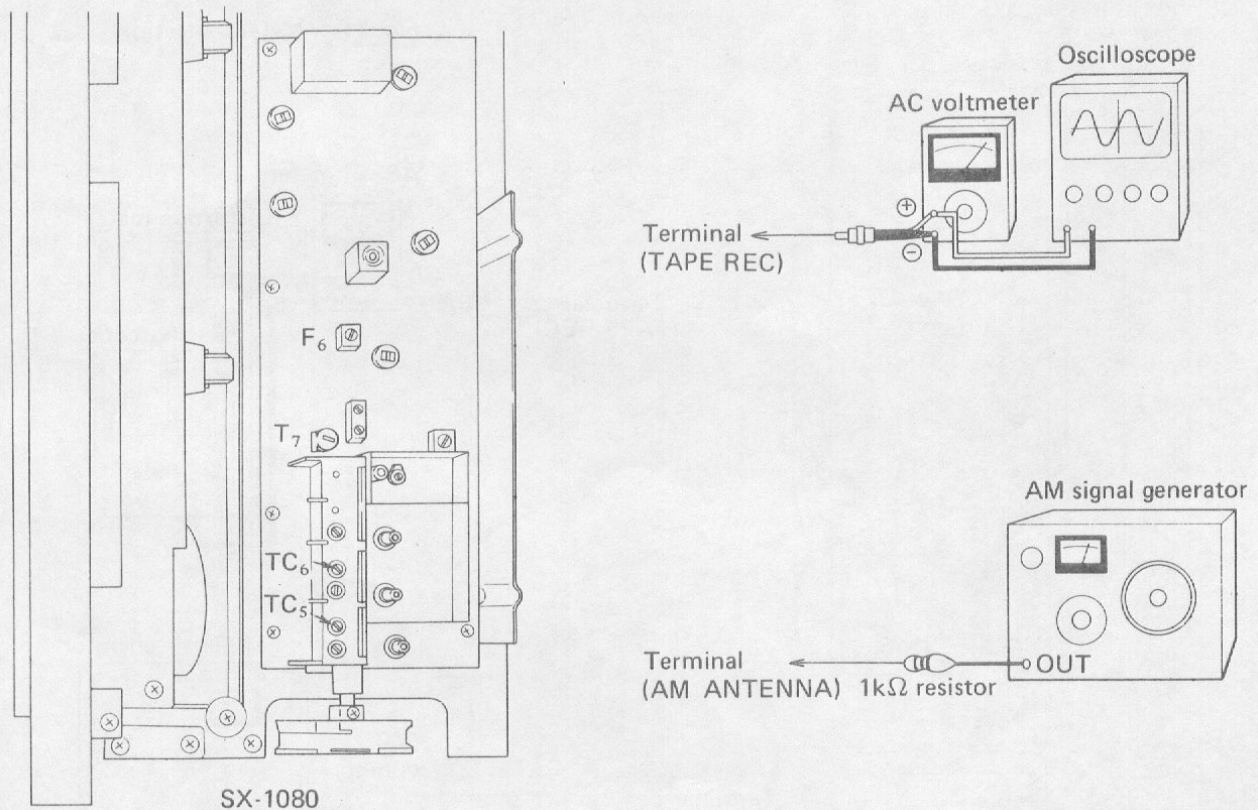 Oscilloscope
AC voltmeter
+
−
Terminal
(TAPE REC)
F6
T7
TC6
TC5
AM signal generator
OUT
Terminal
(AM ANTENNA)
1kΩ resistor
SX-1080